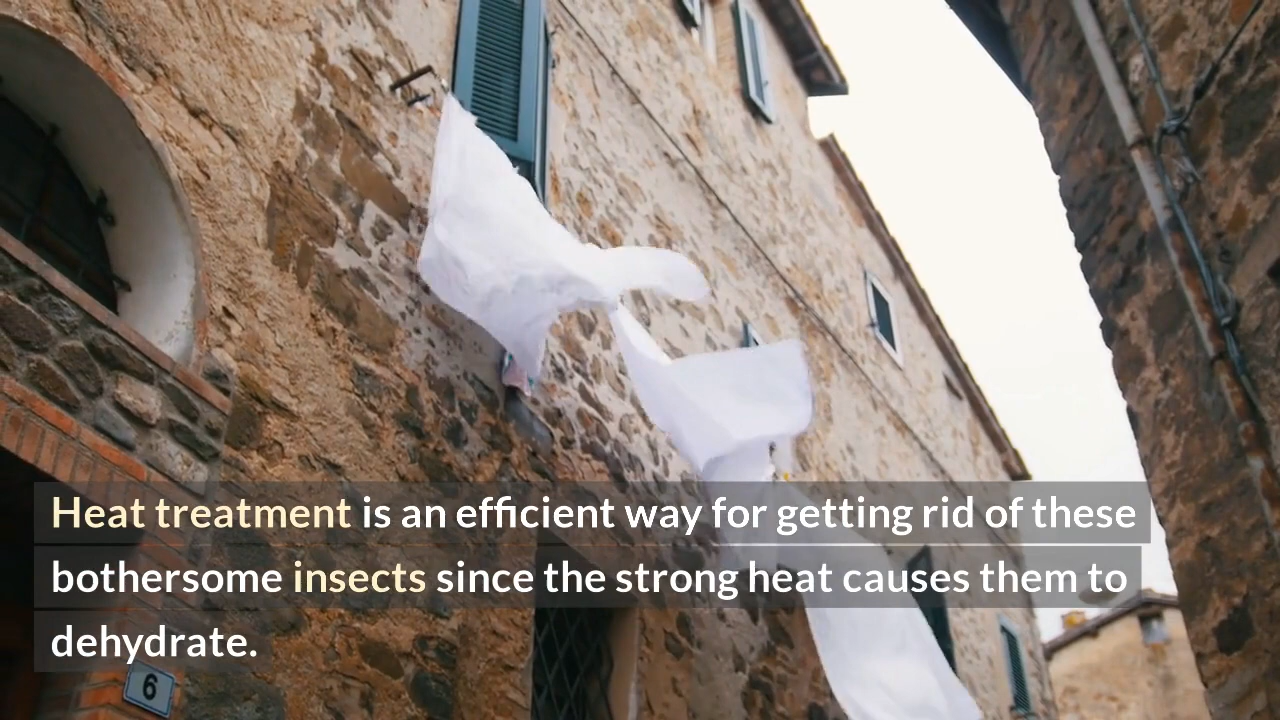 Heat treatment is an efficient way for getting rid of these
bothersome insects since the strong heat causes them to
dehydrate.
6